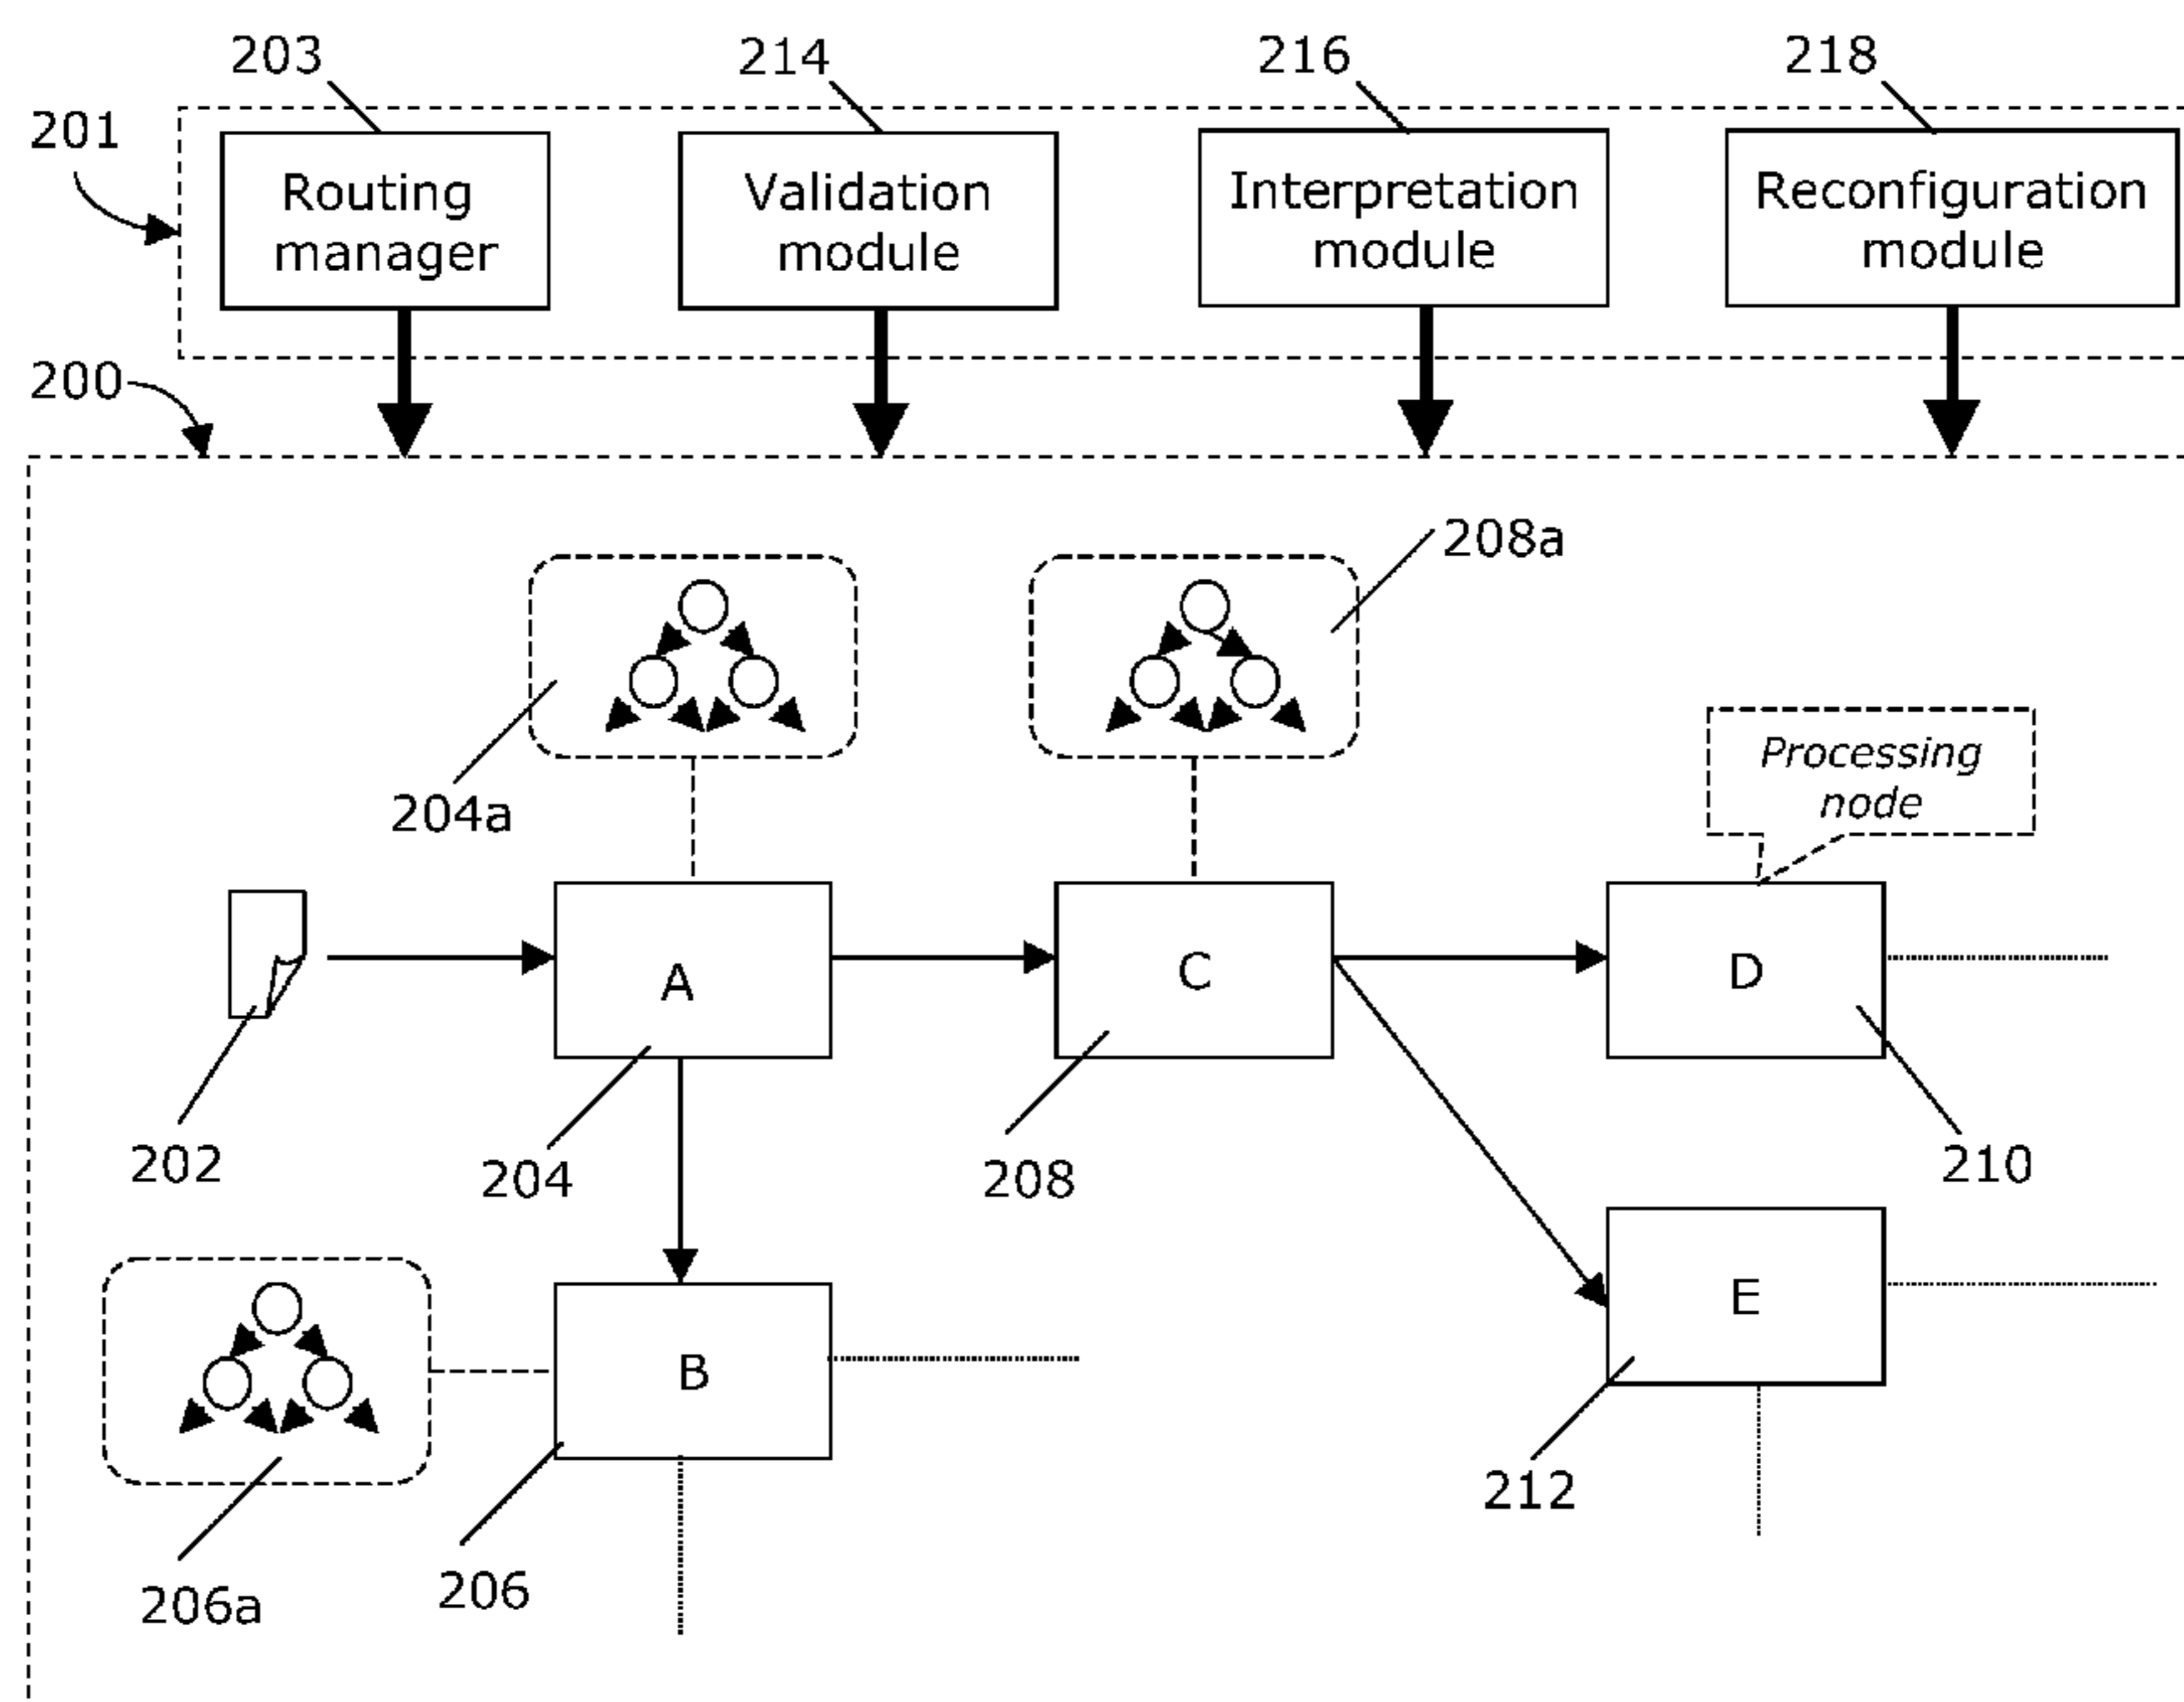 203
214
216
218
201
Routing
manager
Validation
module
Interpretation
module
Reconfiguration
module
200
208a
204a
Processing
node
A
C
D
202
204
208
210
E
B
212
206
206a